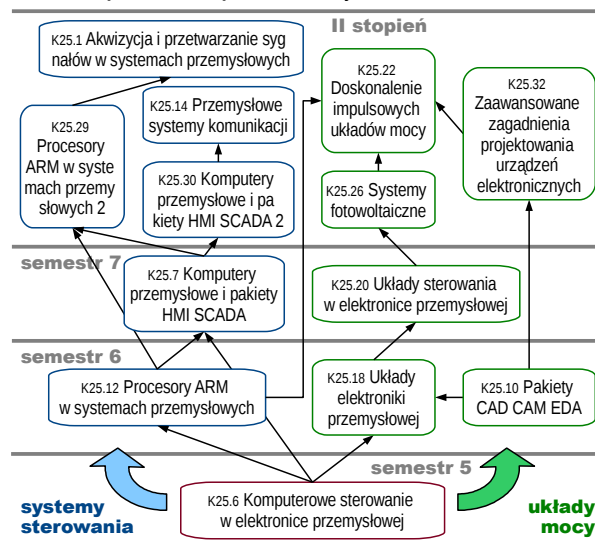 II stopień
K25.1 Akwizycja i przetwarzanie syg
nałów w systemach przemysłowych
K25.14 Przemysłowe
systemy komunikacji
K25.22
Doskonalenie
impulsowych
układów mocy
K25.32
Zaawansowane
zagadnienia
projektowania
urządzeń
elektronicznych
K25.29
Procesory
ARM w syste
mach przemy
słowych 2
K25.30 Komputery
przemysłowe i pa
kiety HMI SCADA 2
K25.26 Systemy
fotowoltaiczne
semestr 7
K25.7 Komputery
przemysłowe i pakiety
HMI SCADA
K25.20 Układy sterowania
w elektronice przemysłowej
semestr 6
K25.12 Procesory ARM
w systemach przemysłowych
K25.18 Układy
elektroniki
przemysłowej
K25.10 Pakiety
CAD CAM EDA
semestr 5
systemy
sterowania
K25.6 Komputerowe sterowanie
w elektronice przemysłowej
układy
mocy